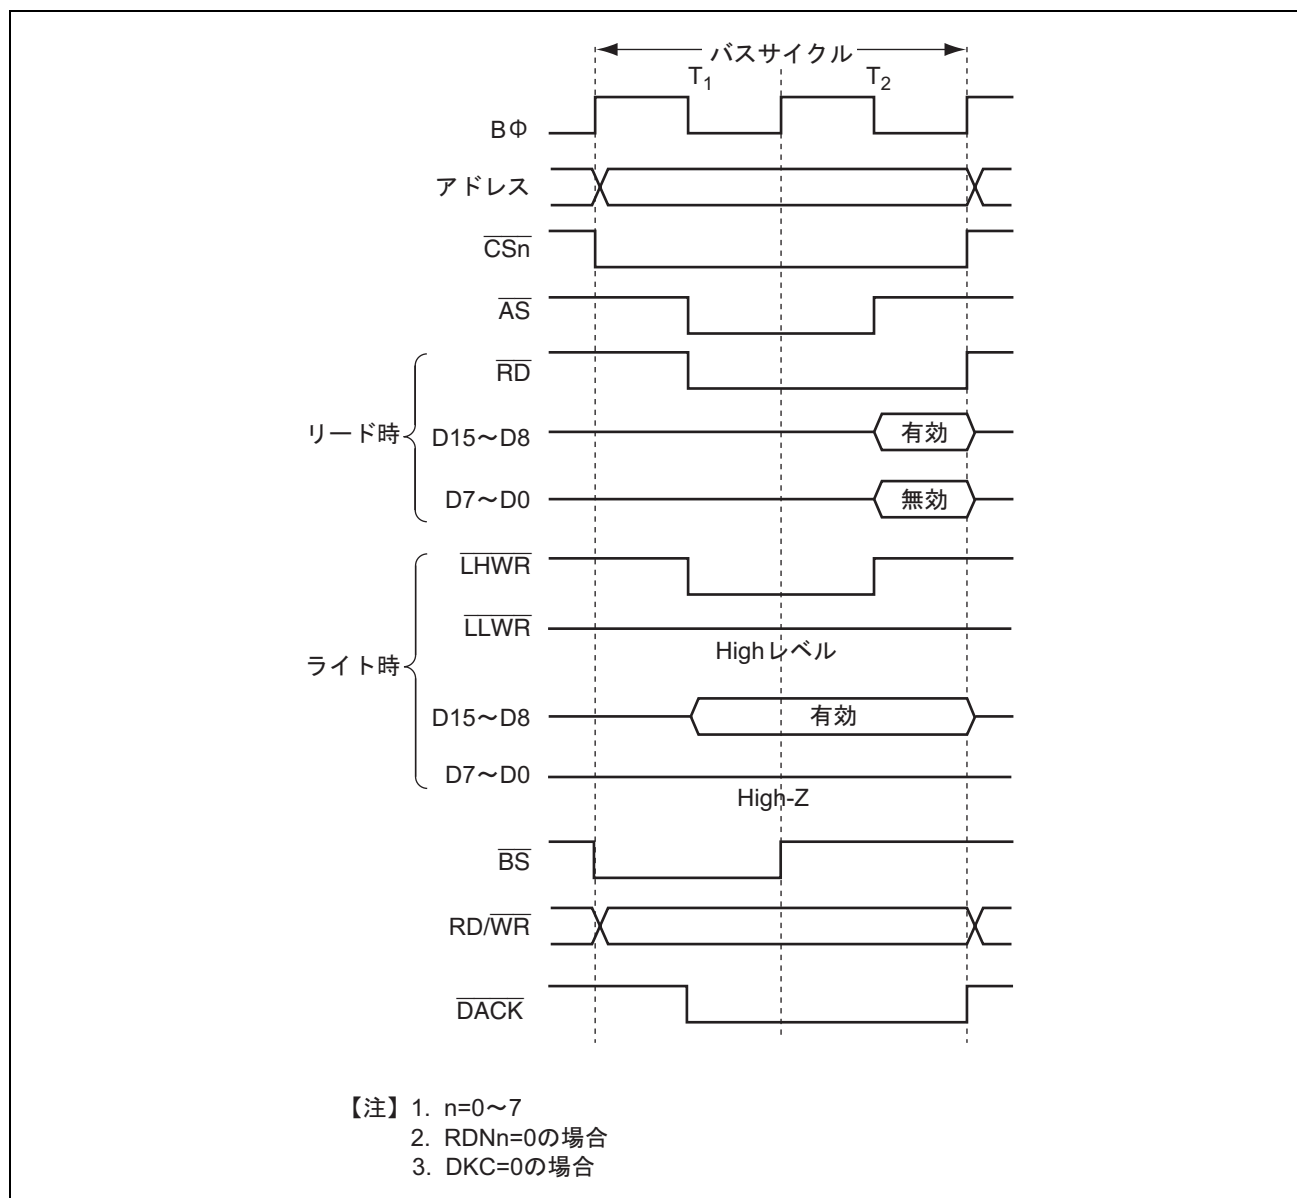 バスサイクル
T1 T2
BΦ
アドレス
CSn
AS
RD
リード時
D15～D8 有効
D7～D0 無効
LHWR
LLWR
Highレベル
ライト時
D15～D8 有効
D7～D0
High-Z
BS
RD/WR
DACK
【注】 1. n=0～7
2. RDNn=0の場合
3. DKC=0の場合